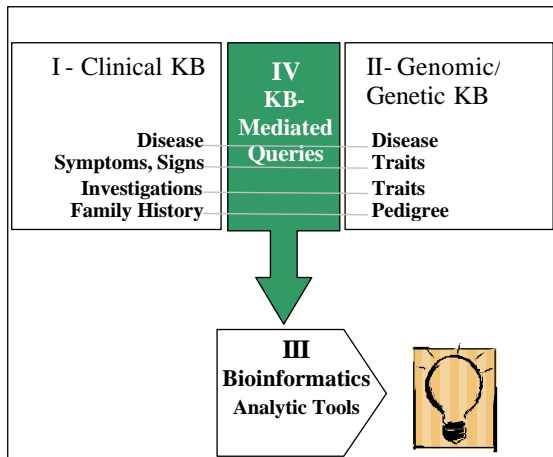 I - Clinical KB
Disease
Symptoms, Signs
Investigations
Family History
IV
KB-
Mediated
Queries
II- Genomic/
Genetic KB
Disease
Traits
Traits
Pedigree
III
Bioinformatics
Analytic Tools